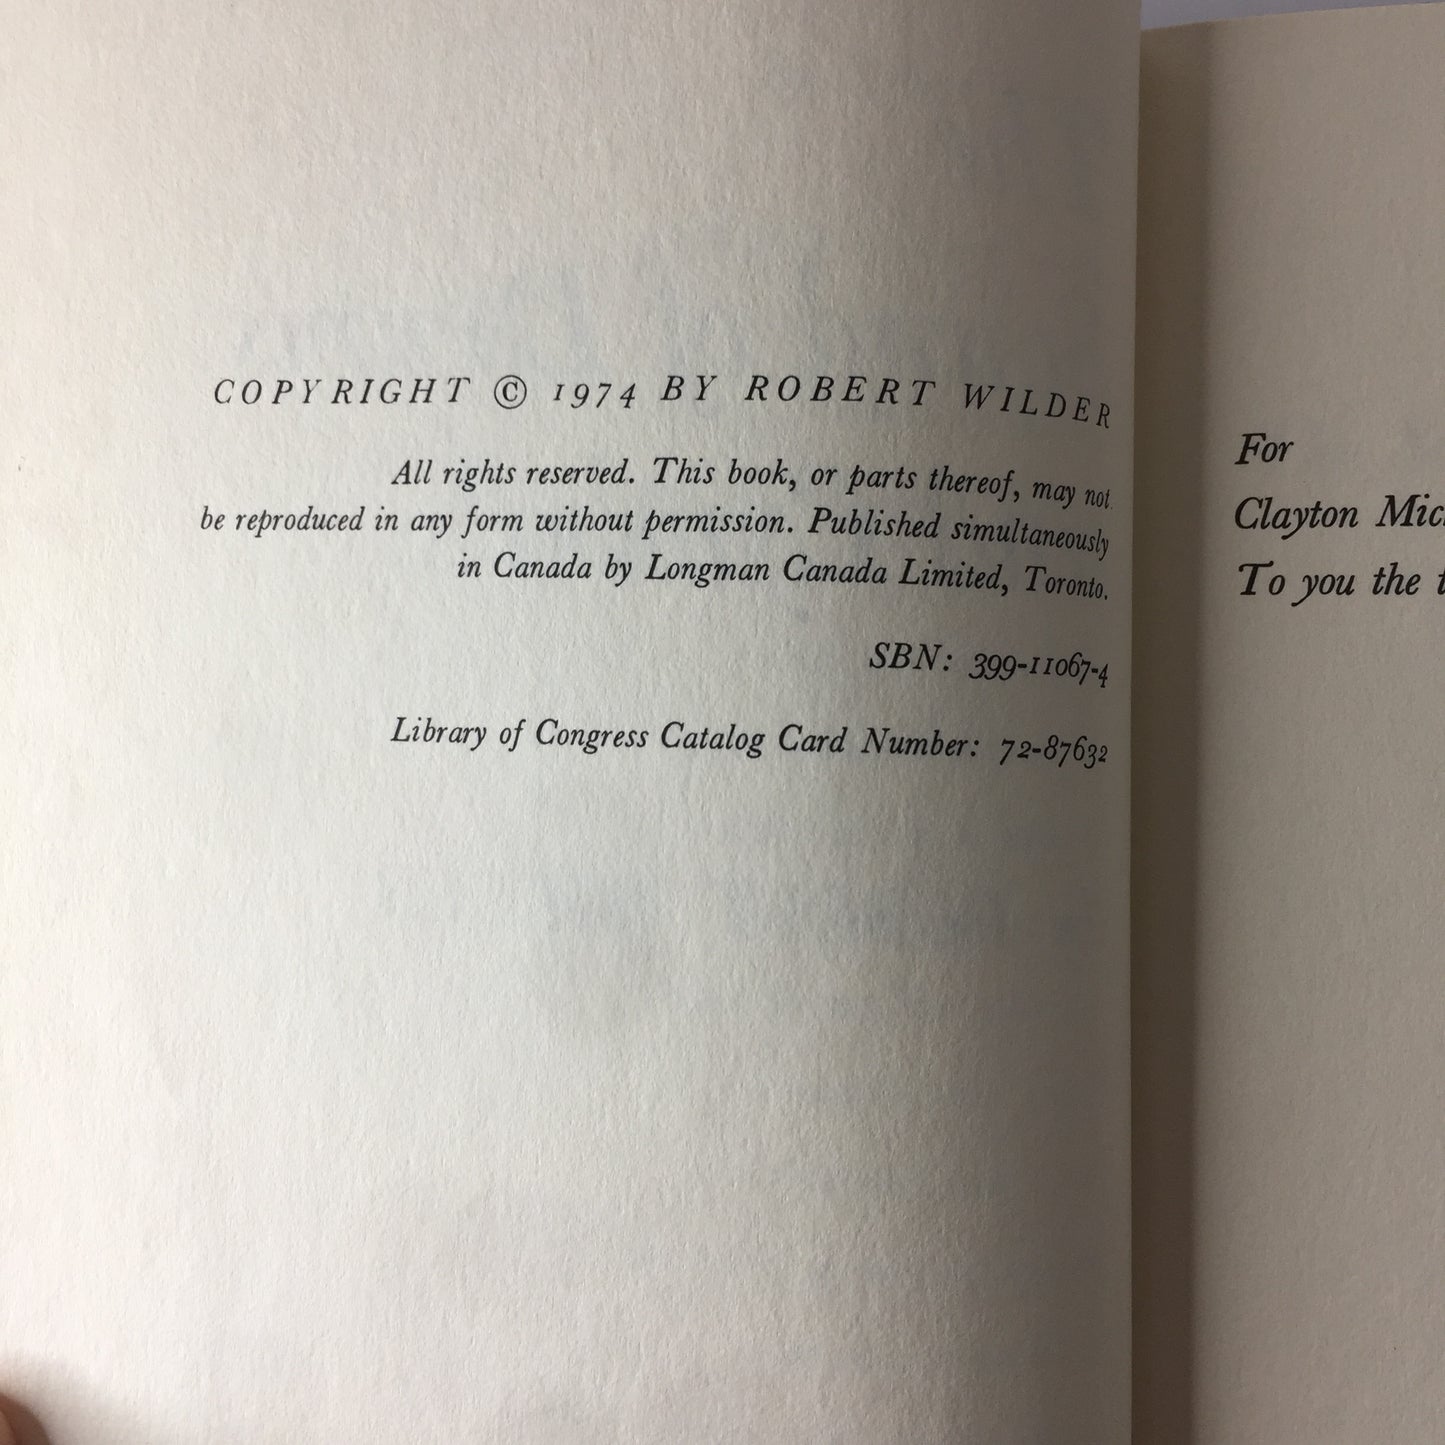 COPYRIGHT © 1974 BY ROBERT WILDER
All rights reserved. This book, or parts thereof, may not
be reproduced in any form without permission. Published simultaneously
in Canada by Longman Canada Limited, Toronto.
SBN: 399-11067-4
Library of Congress Catalog Card Number: 72-87632
For
Clayton
To you the